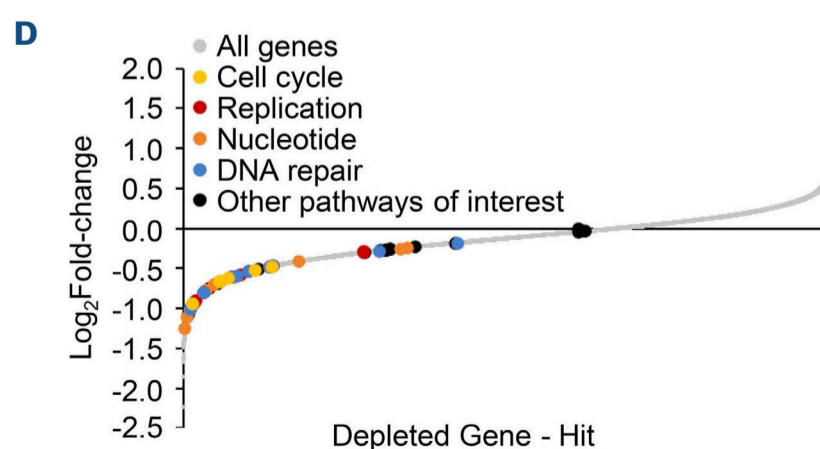 D
All genes
Cell cycle
Replication
Nucleotide
DNA repair
Other pathways of interest
2.0
1.5
1.0
0.5
0.0
-0.5
-1.0
-1.5
-2.0
-2.5
Log₂Fold-change
Depleted Gene - Hit